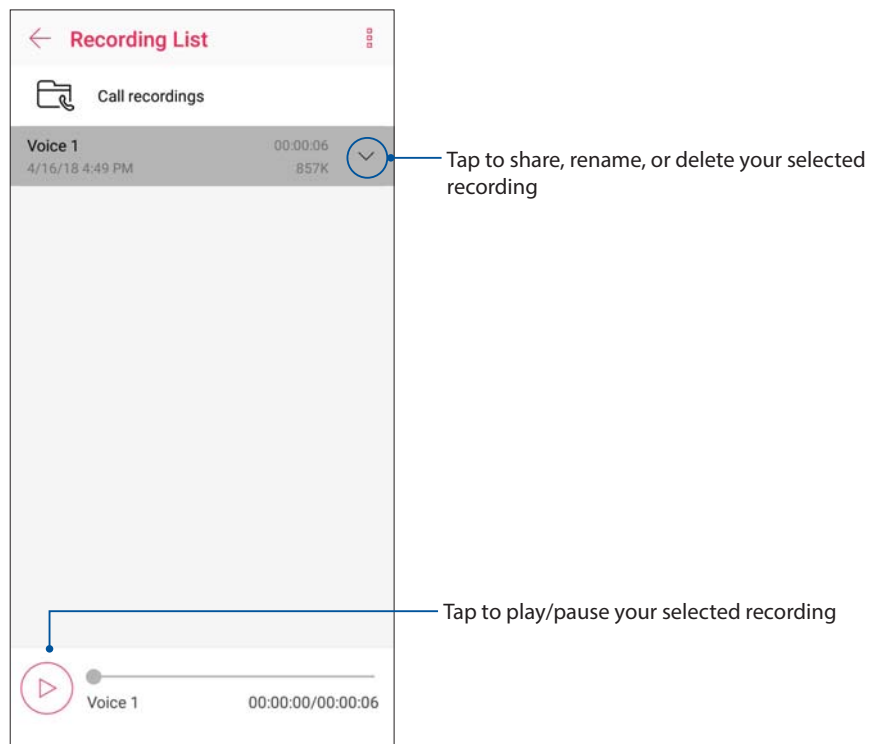 Recording List
Call recordings
Voice 1 00:00:06
4/16/18 4:49 PM 857K
Tap to share, rename, or delete your selected
recording
Tap to play/pause your selected recording
Voice 1 00:00:00/00:00:06